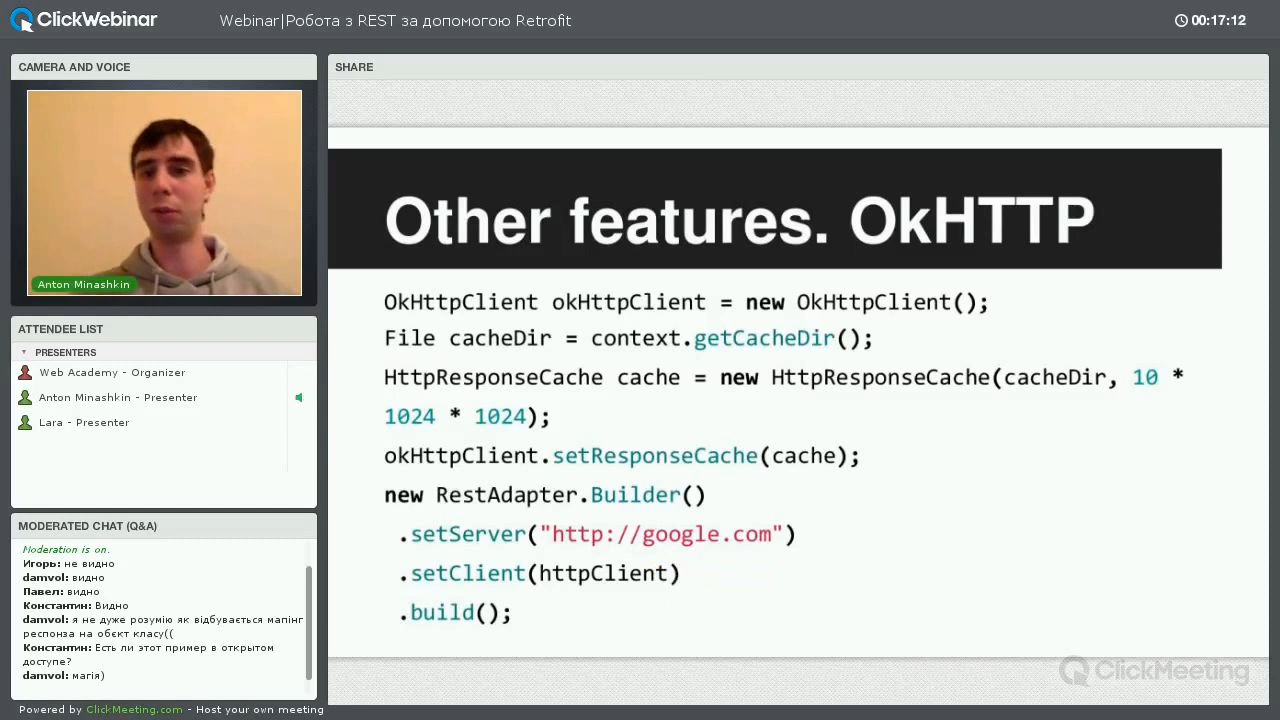 ClickWebinar
Webinar|Робота з REST за допомогою Retrofit
00:17:12
CAMERA AND VOICE
Anton Minashkin
ATTENDEE LIST
PRESENTERS
Web Academy - Organizer
Anton Minashkin - Presenter
Lara - Presenter
MODERATED CHAT (Q&A)
Moderation is on.
Игорь: не видно
damvol: видно
Павел: видно
Константин: Видно
damvol: я не дуже розумію як відбувається мапінг
респонза на обєкт класу((
Константин: Есть ли этот пример в открытом
доступе?
damvol: магія)
SHARE
Other features. OkHTTP
OkHttpClient okHttpClient = new OkHttpClient();
File cacheDir = context.getCacheDir();
HttpResponseCache cache = new HttpResponseCache(cacheDir, 10 *
1024 * 1024);
okHttpClient.setResponseCache(cache);
new RestAdapter.Builder()
.setServer("http://google.com")
.setClient(httpClient)
.build();
ClickMeeting
Powered by ClickMeeting.com - Host your own meeting